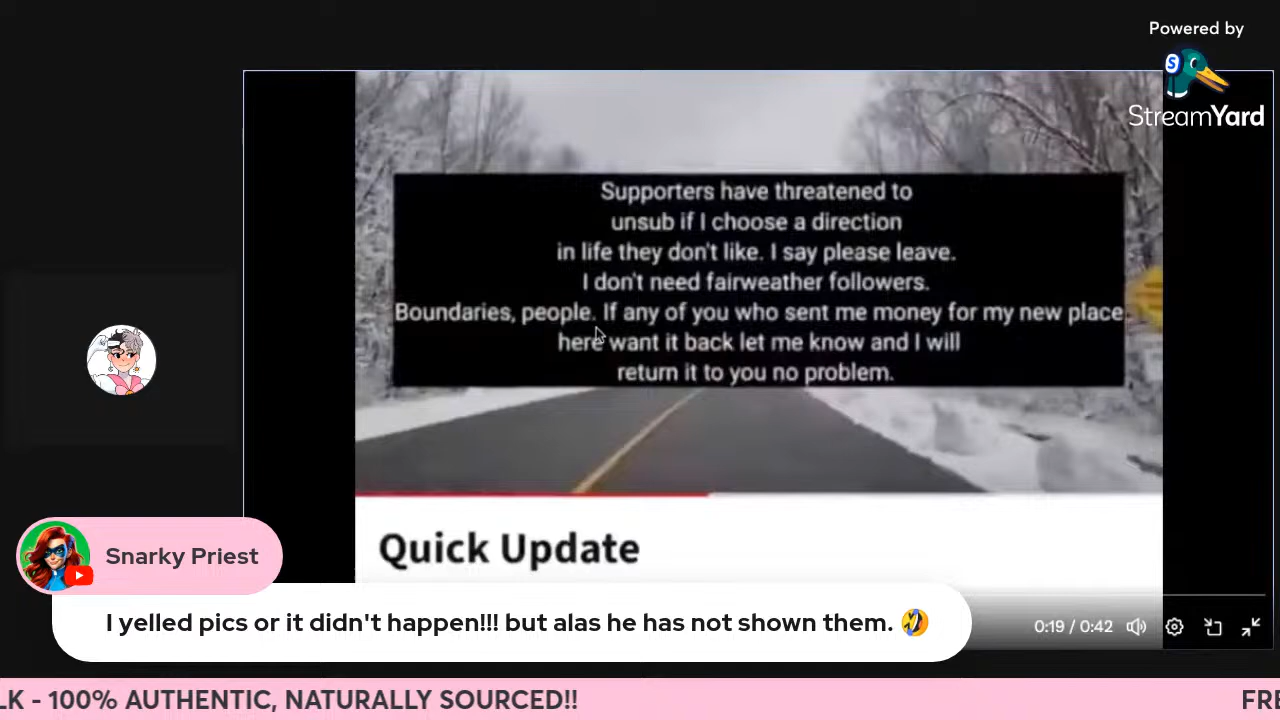 Powered by
StreamYard
Supporters have threatened to
unsub if I choose a direction
in life they don't like. I say please leave.
I don't need fairweather followers.
Boundaries, people. If any of you who sent me money for my new place
here want it back let me know and I will
return it to you no problem.
Quick Update
Snarky Priest
I yelled pics or it didn't happen!!! but alas he has not shown them. 🤣
0:19 / 0:42
LK - 100% AUTHENTIC, NATURALLY SOURCED!! FRE